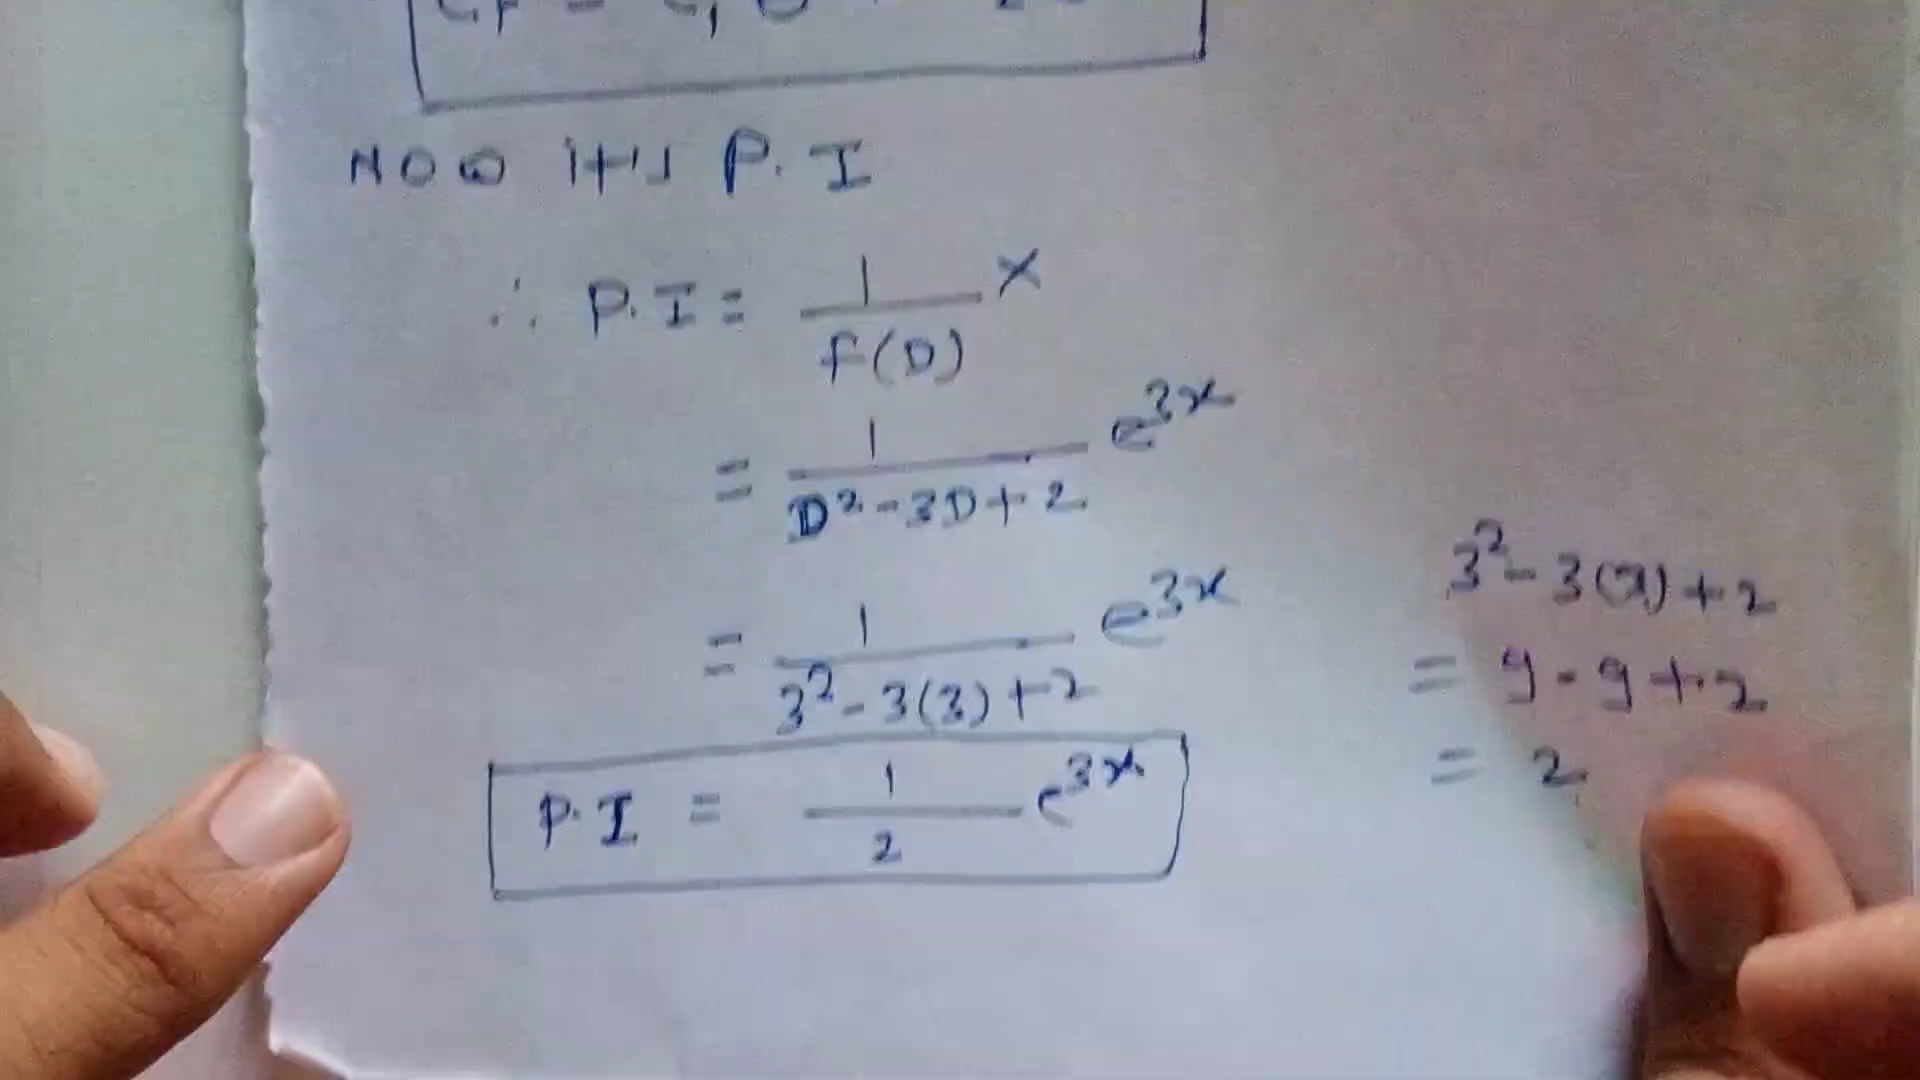 Now it's P.I
∴ P.I = 1/f(D) X
= 1/(D² - 3D + 2) e^3x
= 1/(3² - 3(3) + 2) e^3x
P.I = 1/2 e^3x
3² - 3(3) + 2
= 9 - 9 + 2
= 2